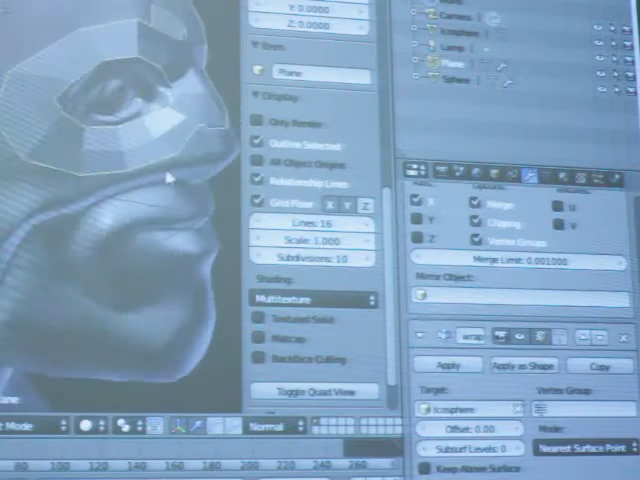 Y: 0.0000
Z: 0.0000
Item
Plane
Display
Only Render
Outline Selected
All Object Origins
Relationship Lines
Grid Floor X Y Z
Lines: 16
Scale: 1.000
Subdivisions: 10
Shading:
Multitexture
Textured Solid
Matcap
Backface Culling
Toggle Quad View
Mode
Normal
80 100 120 140 160 180 200 220 240 260
Camera
Icosphere
Lamp
Plane
Sphere
X Merge U
Y Clipping V
Z Vertex Groups
Merge Limit: 0.001000
Mirror Object:
Apply Apply as Shape Copy
Target: Vertex Group:
Icosphere
Offset: 0.00 Mode:
Subsurf Levels: 0 Nearest Surface Point
Keep Above Surface